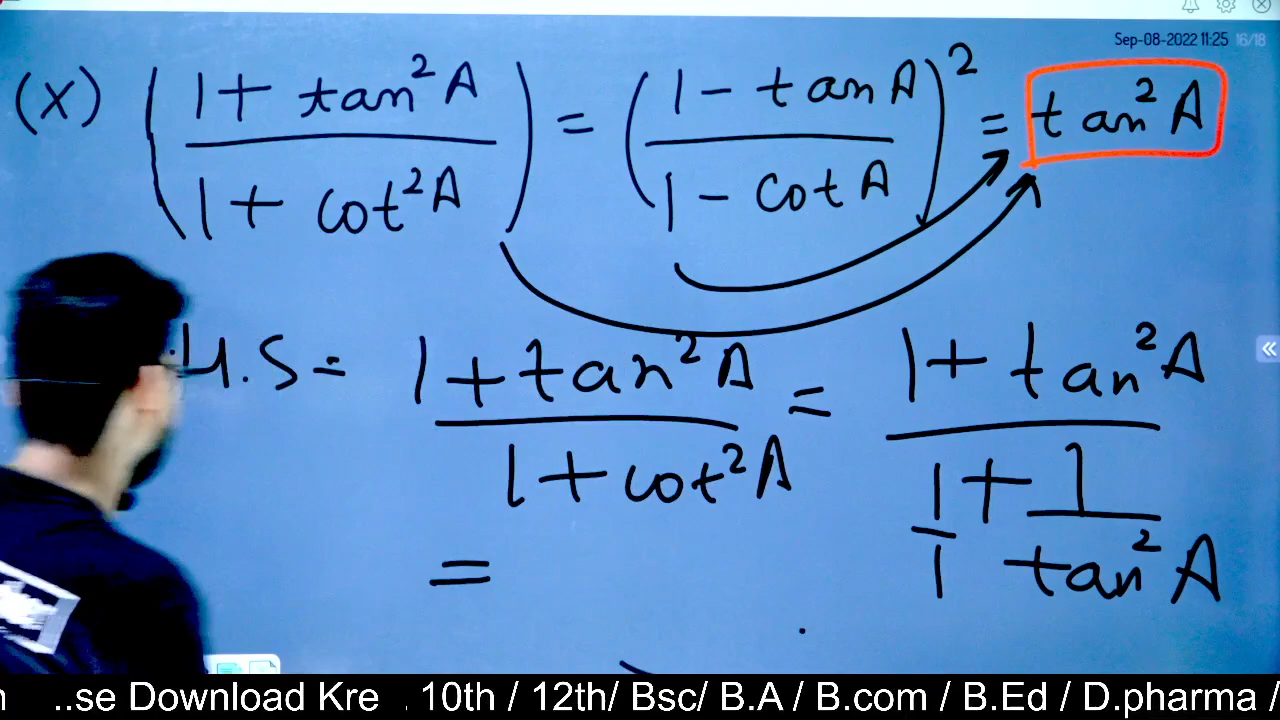 Sep-08-2022 11:25 16/18
(x) ((1 + tan²A)/(1 + cot²A)) = ((1 - tanA)/(1 - cotA))² = tan²A
.H.S = (1 + tan²A)/(1 + cot²A) = (1 + tan²A)/(1/1 + 1/tan²A)
=
..se Download Kre . 10th / 12th/ Bsc/ B.A / B.com / B.Ed / D.pharma /